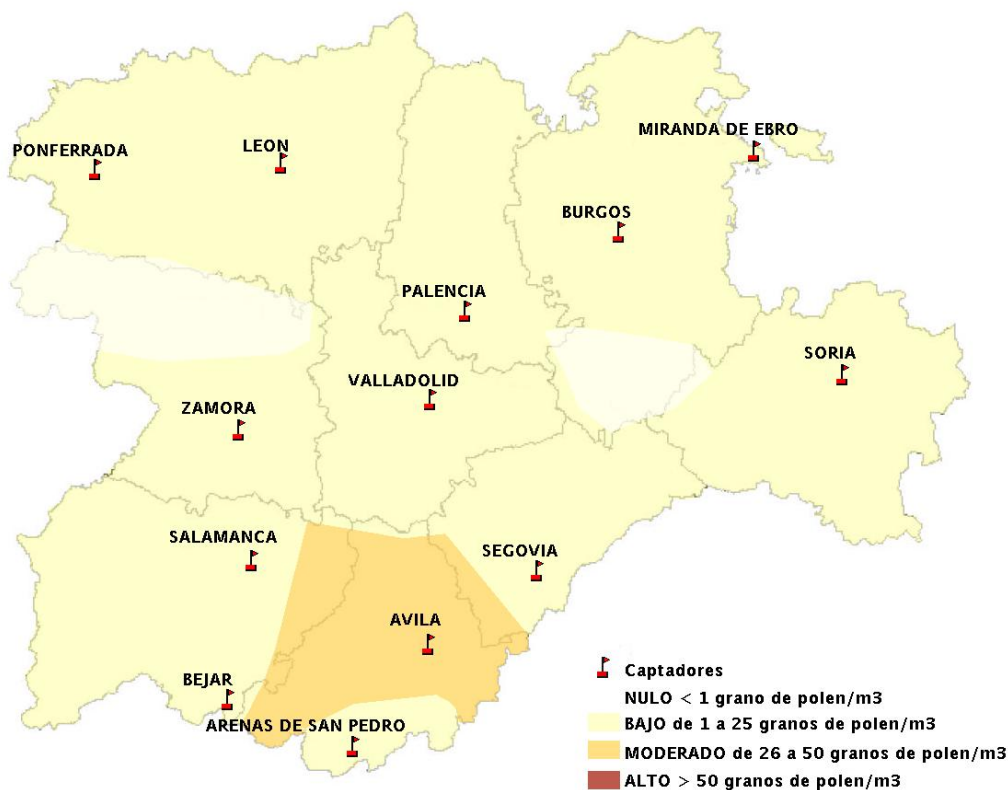 MIRANDA DE EBRO
PONFERRADA
LEON
BURGOS
PALENCIA
SORIA
VALLADOLID
ZAMORA
SALAMANCA
SEGOVIA
AVILA
BEJAR
ARENAS DE SAN PEDRO
Captadores
NULO < 1 grano de polen/m3
BAJO de 1 a 25 granos de polen/m3
MODERADO de 26 a 50 granos de polen/m3
ALTO > 50 granos de polen/m3